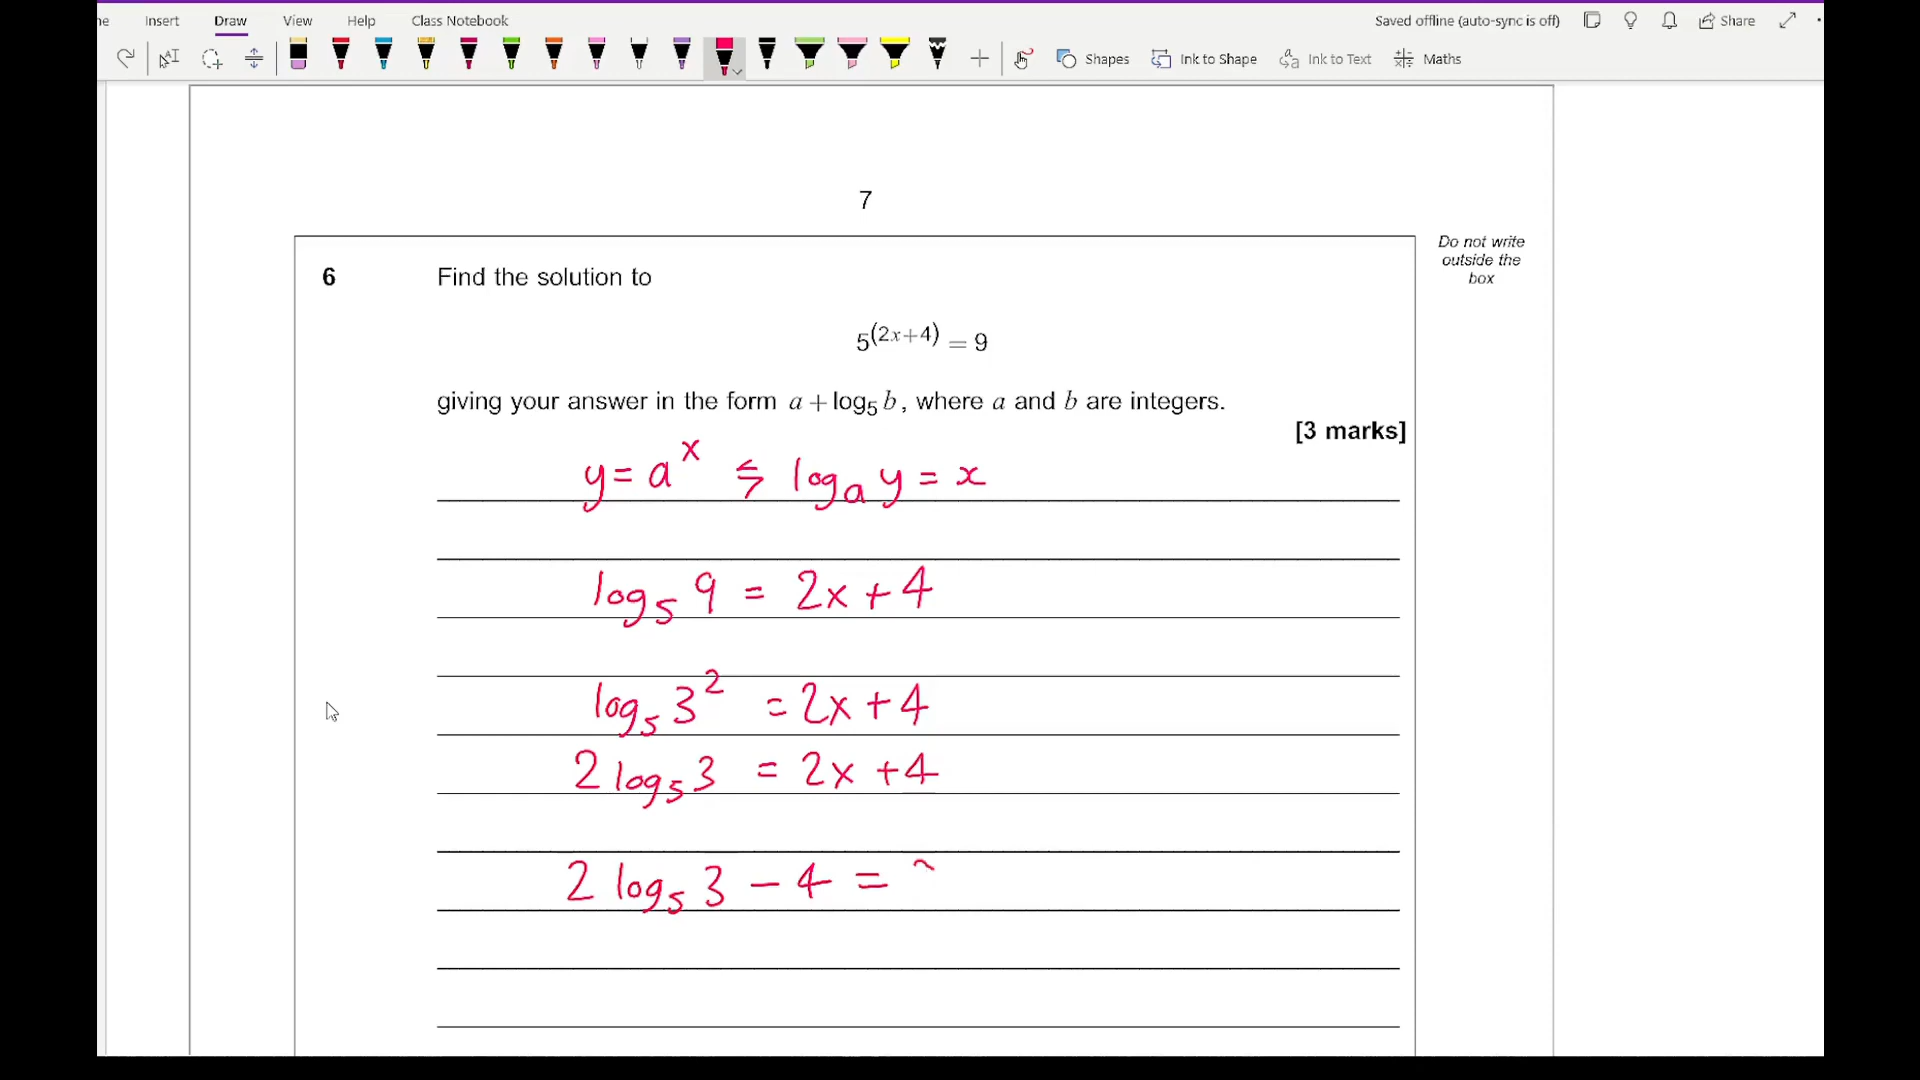 Insert Draw View Help Class Notebook Saved offline (auto-sync is off) Share
Shapes Ink to Shape Ink to Text Maths
7
Do not write
outside the
box
6 Find the solution to
5^(2x+4) = 9
giving your answer in the form a + log₅ b, where a and b are integers.
[3 marks]
y = a^x ⇆ logₐ y = x
log₅ 9 = 2x + 4
log₅ 3² = 2x + 4
2 log₅ 3 = 2x + 4
2 log₅ 3 − 4 =